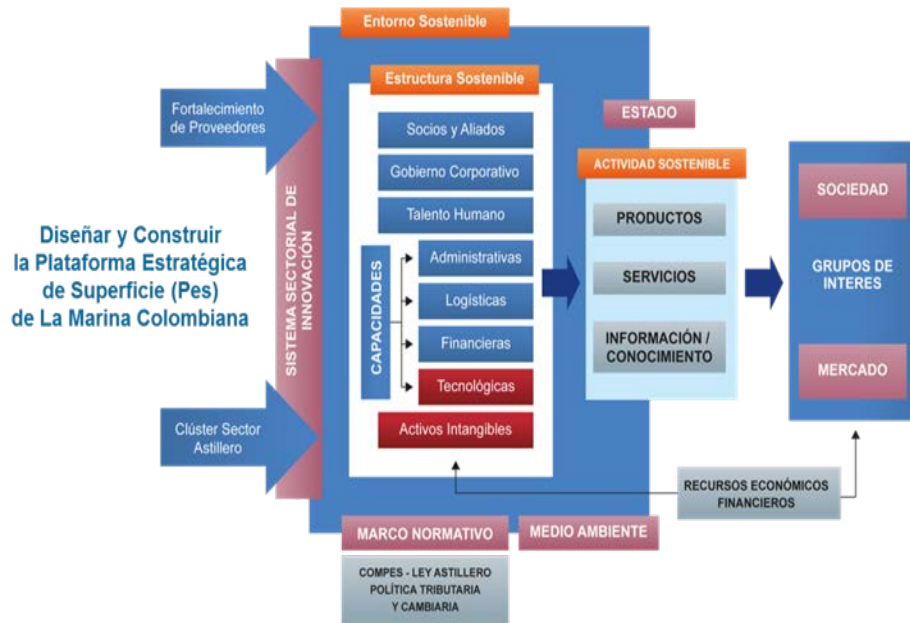 Entorno Sostenible
Estructura Sostenible
Fortalecimiento
de Proveedores
Socios y Aliados
ESTADO
Gobierno Corporativo
ACTIVIDAD SOSTENIBLE
SOCIEDAD
Talento Humano
PRODUCTOS
Diseñar y Construir
la Plataforma Estratégica
de Superficie (Pes)
de La Marina Colombiana
SISTEMA SECTORIAL DE
INNOVACIÓN
CAPACIDADES
Administrativas
Logísticas
Financieras
Tecnológicas
Activos Intangibles
SERVICIOS
INFORMACIÓN /
CONOCIMIENTO
GRUPOS DE
INTERES
MERCADO
Clúster Sector
Astillero
RECURSOS ECONÓMICOS
FINANCIEROS
MARCO NORMATIVO
MEDIO AMBIENTE
COMPES - LEY ASTILLERO
POLÍTICA TRIBUTARIA
Y CAMBIARIA